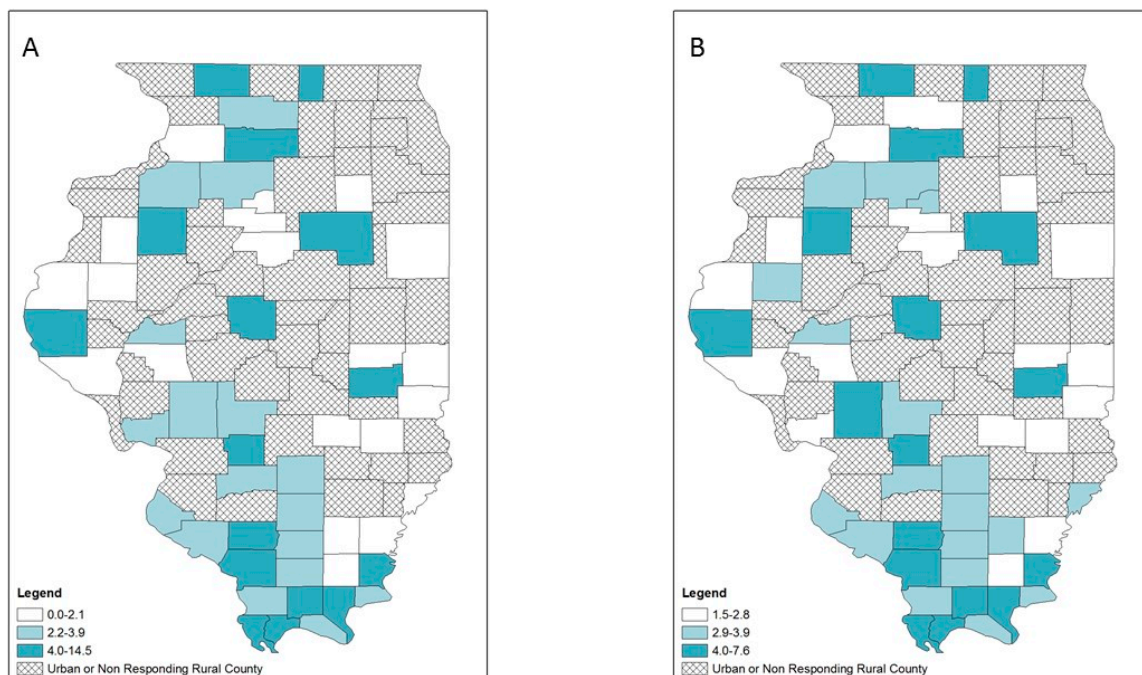 A
Legend
0.0-2.1
2.2-3.9
4.0-14.5
Urban or Non Responding Rural County
B
Legend
1.5-2.8
2.9-3.9
4.0-7.6
Urban or Non Responding Rural County